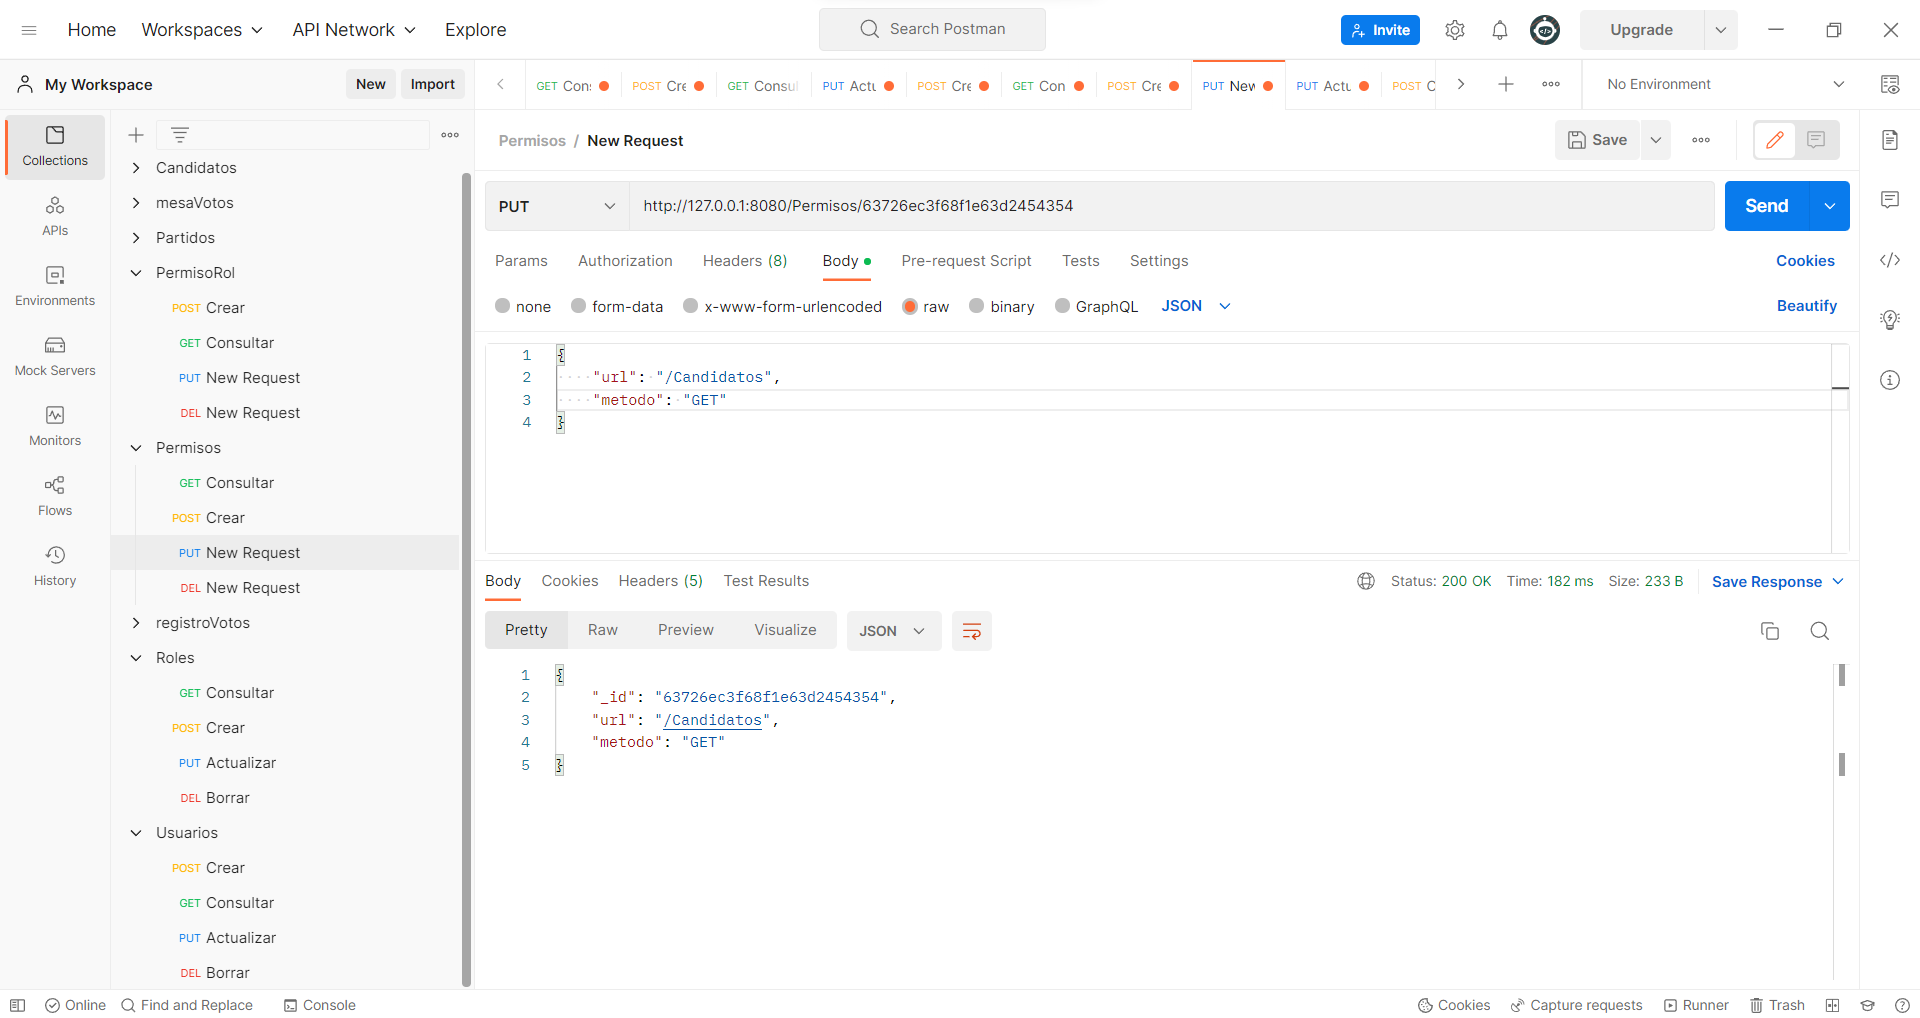 Home Workspaces API Network Explore Search Postman Invite Upgrade
My Workspace New Import GET Con POST Cre GET Consu PUT Actu POST Cre GET Con POST Cre PUT New PUT Actu POST C No Environment
Collections
APIs
Environments
Mock Servers
Monitors
Flows
History
Candidatos
mesaVotos
Partidos
PermisoRol
POST Crear
GET Consultar
PUT New Request
DEL New Request
Permisos
GET Consultar
POST Crear
PUT New Request
DEL New Request
registroVotos
Roles
GET Consultar
POST Crear
PUT Actualizar
DEL Borrar
Usuarios
POST Crear
GET Consultar
PUT Actualizar
DEL Borrar
Permisos / New Request Save
PUT http://127.0.0.1:8080/Permisos/63726ec3f68f1e63d2454354 Send
Params Authorization Headers (8) Body Pre-request Script Tests Settings Cookies
none form-data x-www-form-urlencoded raw binary GraphQL JSON Beautify
1 {
2 "url": "/Candidatos",
3 "metodo": "GET"
4 }
Body Cookies Headers (5) Test Results Status: 200 OK Time: 182 ms Size: 233 B Save Response
Pretty Raw Preview Visualize JSON
1 {
2 "_id": "63726ec3f68f1e63d2454354",
3 "url": "/Candidatos",
4 "metodo": "GET"
5 }
Online Find and Replace Console Cookies Capture requests Runner Trash